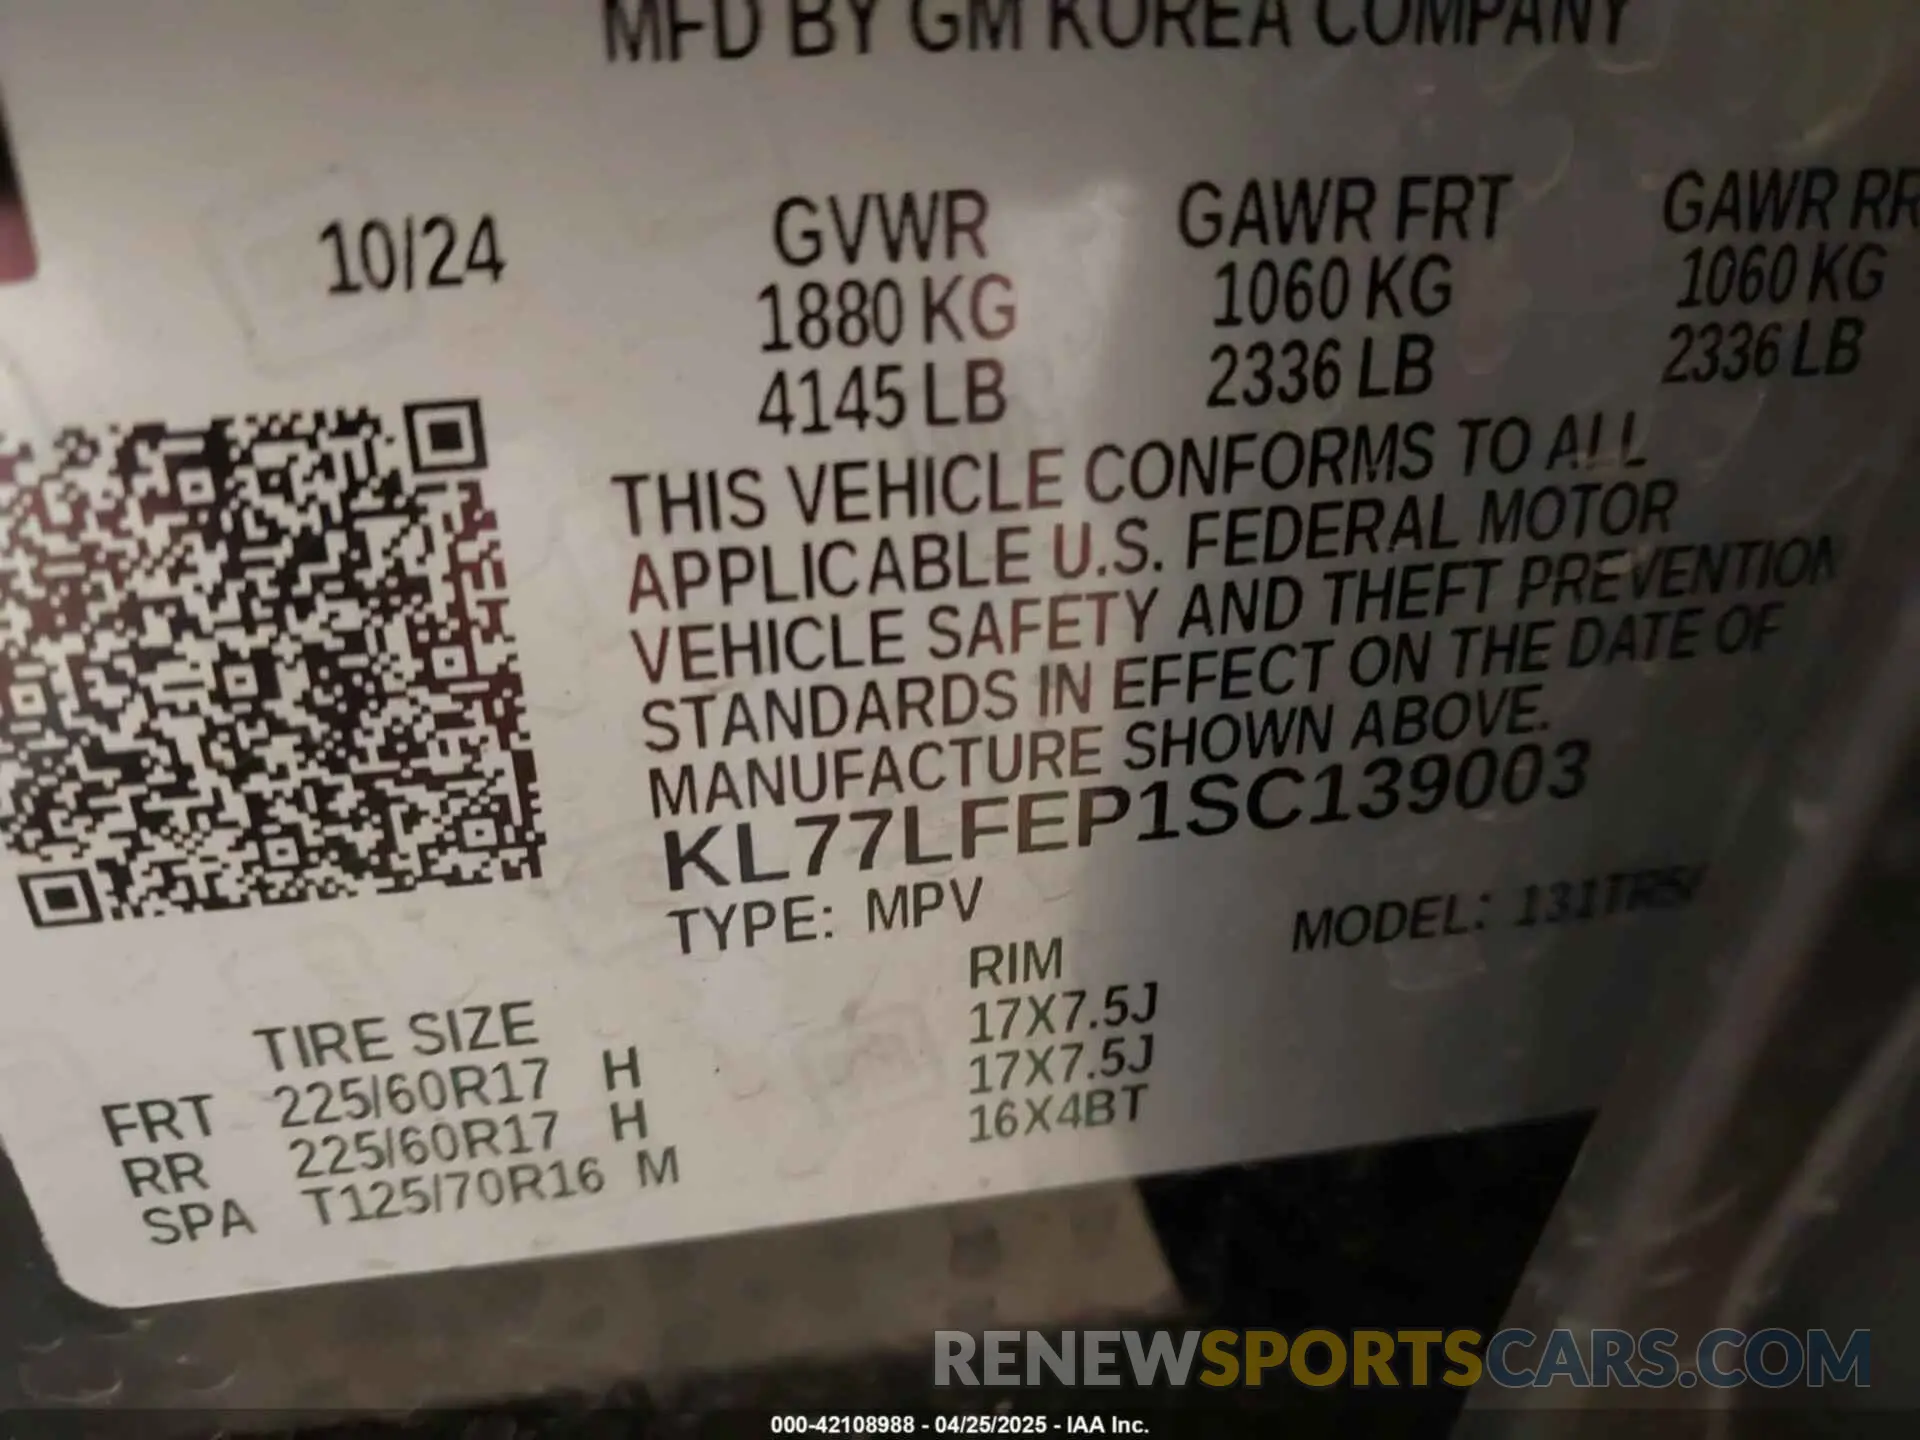 MFD BY GM KOREA COMPANY
10/24
GVWR
1880 KG
4145 LB
GAWR FRT
1060 KG
2336 LB
GAWR RR
1060 KG
2336 LB
THIS VEHICLE CONFORMS TO ALL
APPLICABLE U.S. FEDERAL MOTOR
VEHICLE SAFETY AND THEFT PREVENTION
STANDARDS IN EFFECT ON THE DATE OF
MANUFACTURE SHOWN ABOVE.
KL77LFEP1SC139003
TYPE: MPV
MODEL:
TIRE SIZE RIM
FRT 225/60R17 H 17X7.5J
RR 225/60R17 H 17X7.5J
SPA T125/70R16 M 16X4BT
RENEWSPORTSCARS.COM
000-42108988 - 04/25/2025 - IAA Inc.